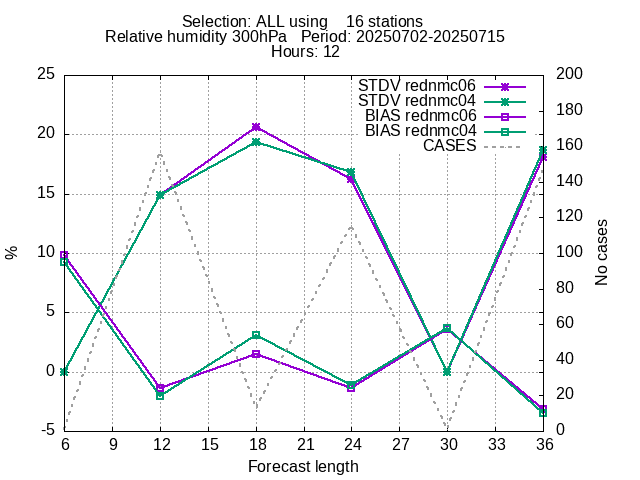 Selection: ALL using    16 stations
Relative humidity 300hPa   Period: 20250702-20250715
Hours: 12
STDV rednmc06
STDV rednmc04
BIAS rednmc06
BIAS rednmc04
CASES
25
20
15
10
5
0
-5
%
200
180
160
140
120
100
80
60
40
20
0
No cases
6 9 12 15 18 21 24 27 30 33 36
Forecast length